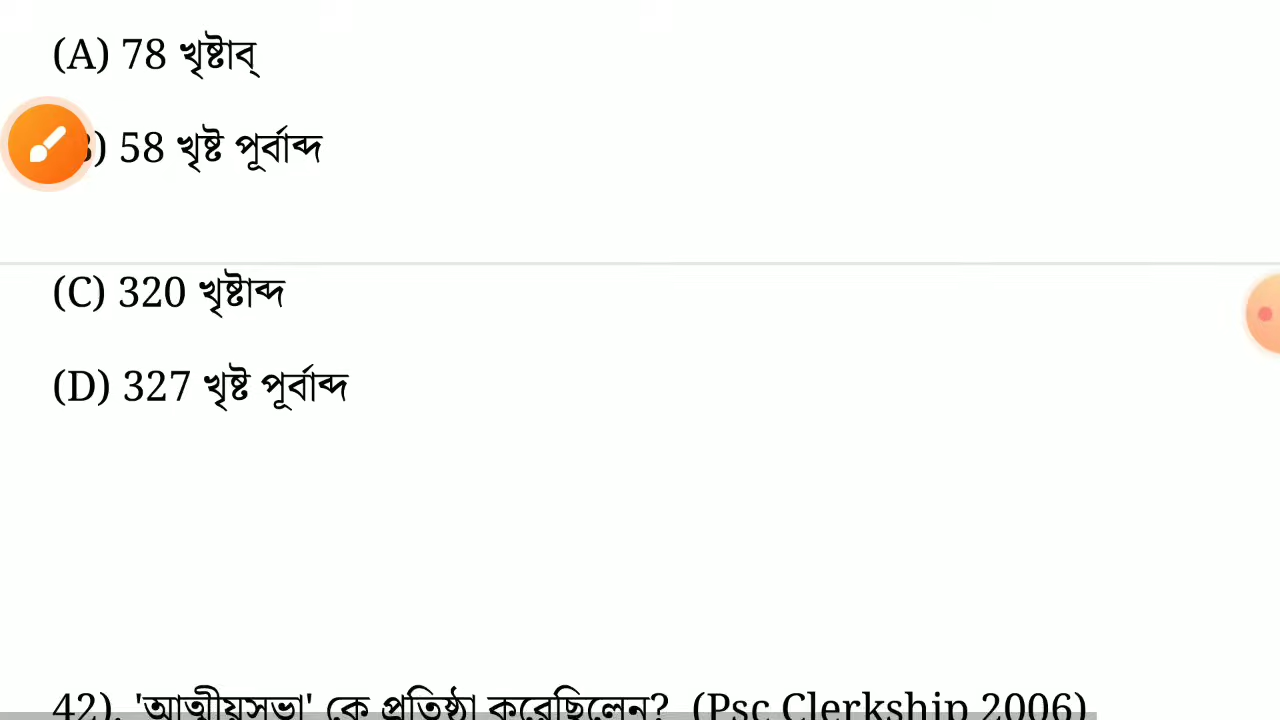 (A) 78 খৃষ্টাব্
) 58 খৃষ্ট পূর্বাব্দ
(C) 320 খৃষ্টাব্দ
(D) 327 খৃষ্ট পূর্বাব্দ
42). 'আত্মীয়সভা' কে প্রতিষ্ঠা করেছিলেন? (Psc Clerkship 2006)